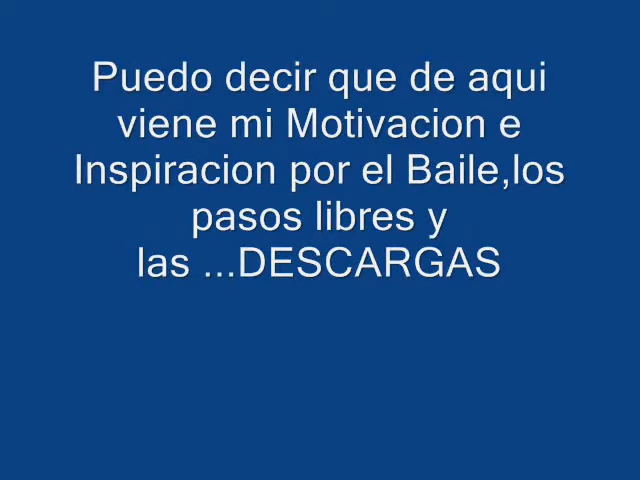 Puedo decir que de aqui
viene mi Motivacion e
Inspiracion por el Baile,los
pasos libres y
las ...DESCARGAS